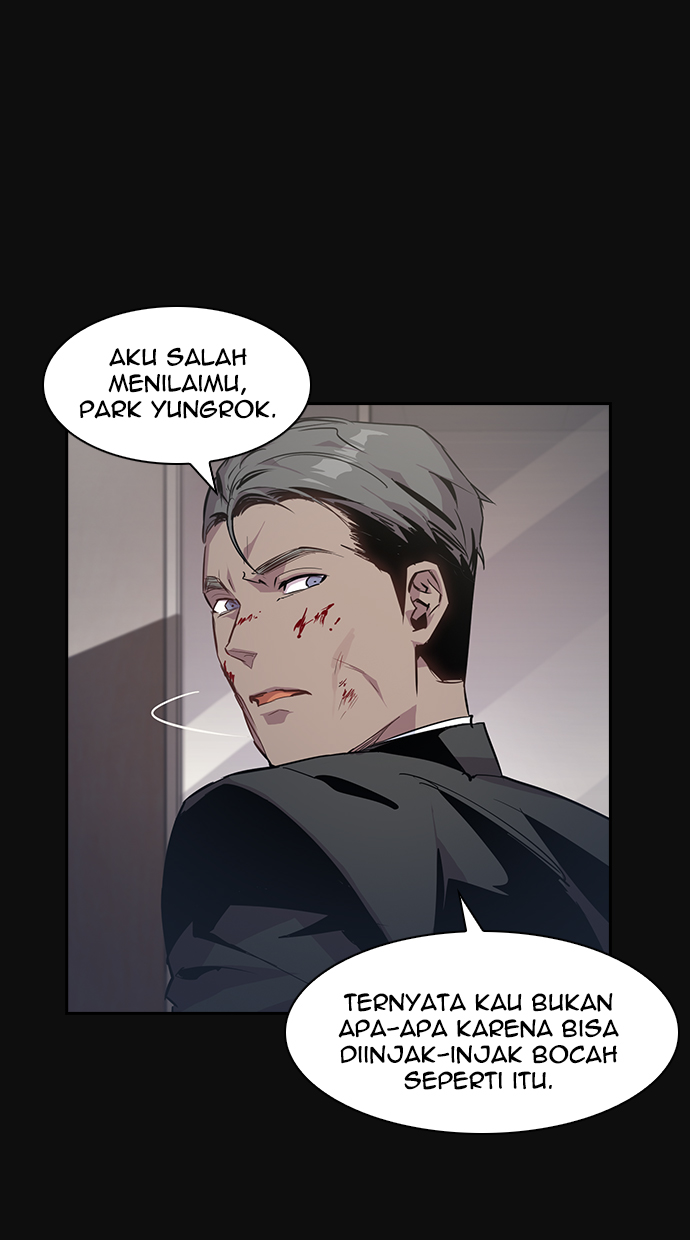 AKU SALAH
MENILAIMU,
PARK YUNGROK.
TERNYATA KAU BUKAN
APA-APA KARENA BISA
DIINJAK-INJAK BOCAH
SEPERTI ITU.